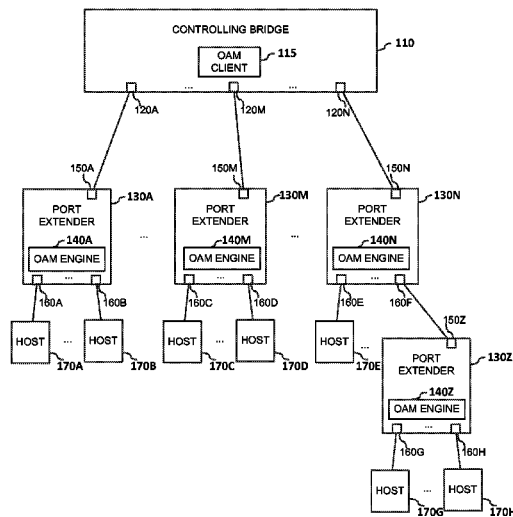 CONTROLLING BRIDGE
110
OAM
CLIENT
115
... ...
120A
120M
120N
150A
150M
150N
130A
130M
130N
PORT
EXTENDER
PORT
EXTENDER
PORT
EXTENDER
... ...
140A
140M
140N
OAM ENGINE
OAM ENGINE
OAM ENGINE
... ... ...
160A
160B
160C
160D
160E
160F
HOST
...
HOST
HOST
...
HOST
HOST
...
170A
170B
170C
170D
170E
150Z
130Z
PORT
EXTENDER
140Z
OAM ENGINE
...
160G
160H
HOST
...
HOST
170G
170H